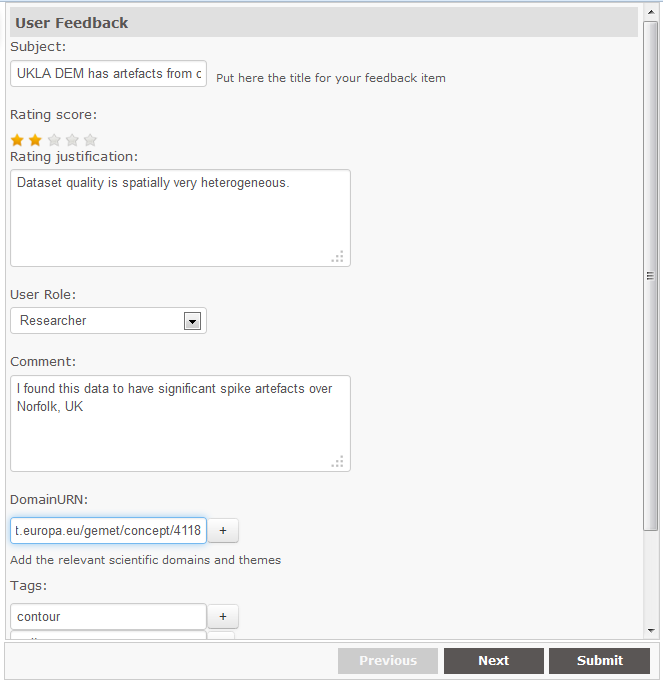 User Feedback
Subject:
UKLA DEM has artefacts from
Put here the title for your feedback item
Rating score:
Rating justification:
Dataset quality is spatially very heterogeneous.
User Role:
Researcher
Comment:
I found this data to have significant spike artefacts over
Norfolk, UK
DomainURN:
t.europa.eu/gemet/concept/4118
+
Add the relevant scientific domains and themes
Tags:
contour
+
Previous
Next
Submit